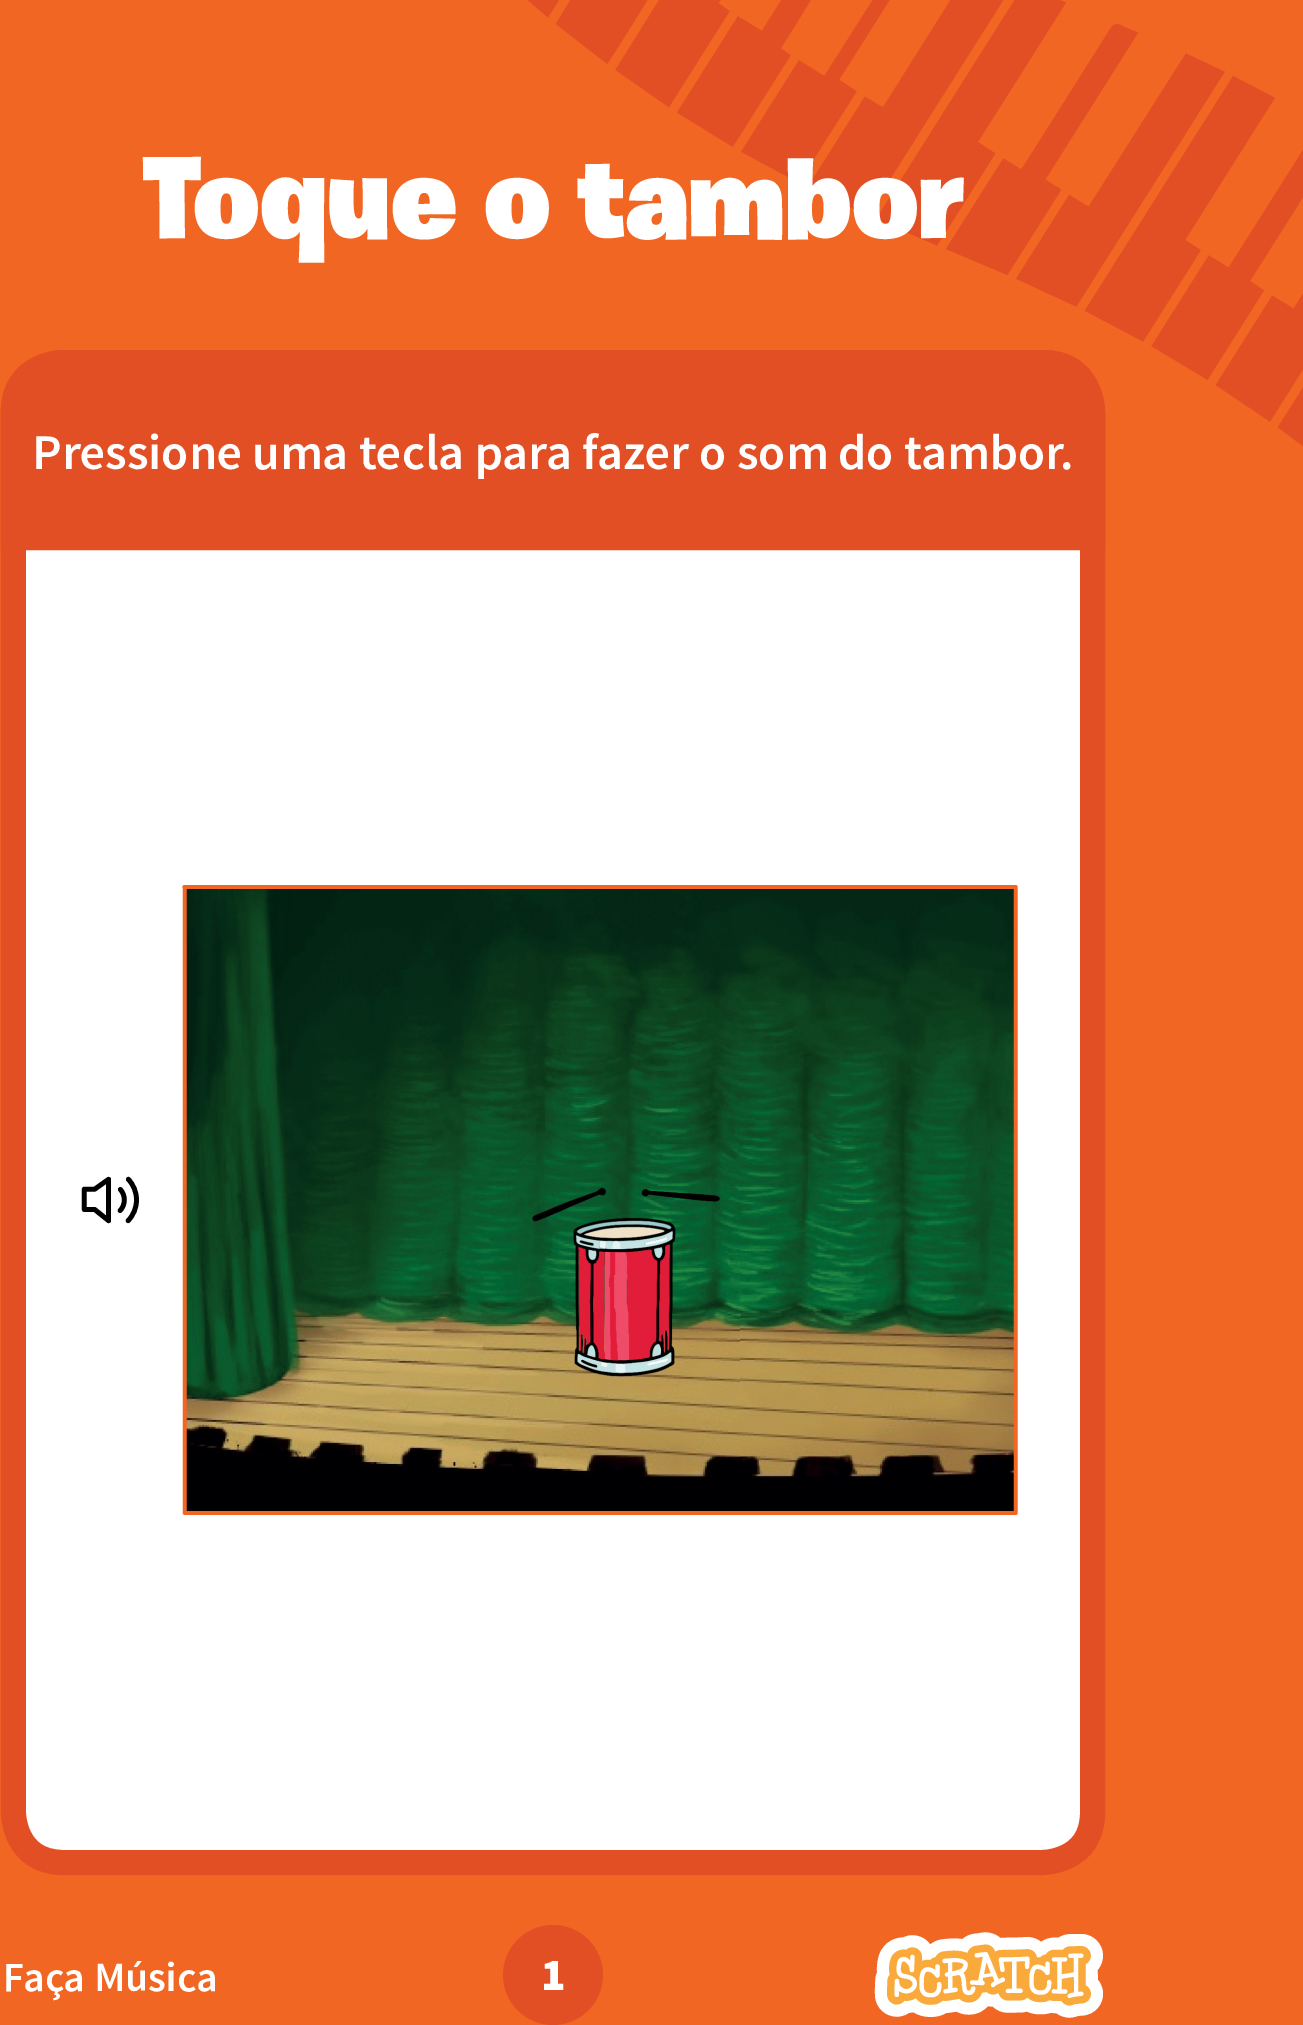 Toque o tambor
Pressione uma tecla para fazer o som do tambor.
Faça Música
1
SCRATCH